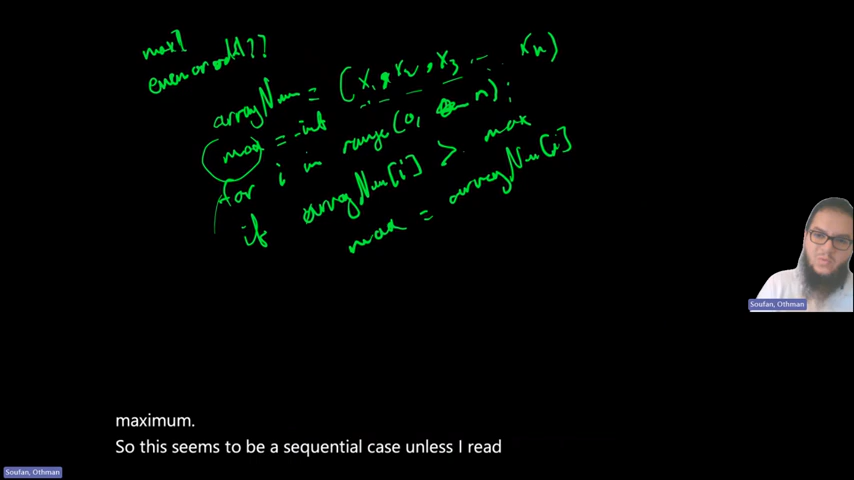 max?
even or odd??
arrayNum = (x1, x2, x3 ... xn)
max = int
for i in range(0, n):
if arrayNum[i] > max
max = arrayNum[i]
Soufan, Othman
maximum.
So this seems to be a sequential case unless I read
Soufan, Othman